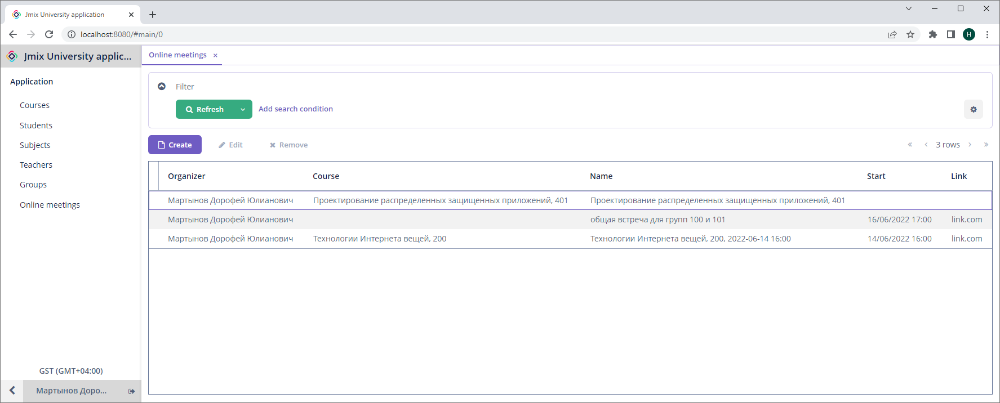 Jmix University application
localhost:8080/#main/0
H
Jmix University applic...
Online meetings
Application
Courses
Students
Subjects
Teachers
Groups
Online meetings
GST (GMT+04:00)
Мартынов Доро...
Filter
Refresh Add search condition
Create Edit Remove 3 rows
Organizer Course Name Start Link
Мартынов Дорофей Юлианович Проектирование распределенных защищенных приложений, 401 Проектирование распределенных защищенных приложений, 401
Мартынов Дорофей Юлианович общая встреча для групп 100 и 101 16/06/2022 17:00 link.com
Мартынов Дорофей Юлианович Технологии Интернета вещей, 200 Технологии Интернета вещей, 200, 2022-06-14 16:00 14/06/2022 16:00 link.com